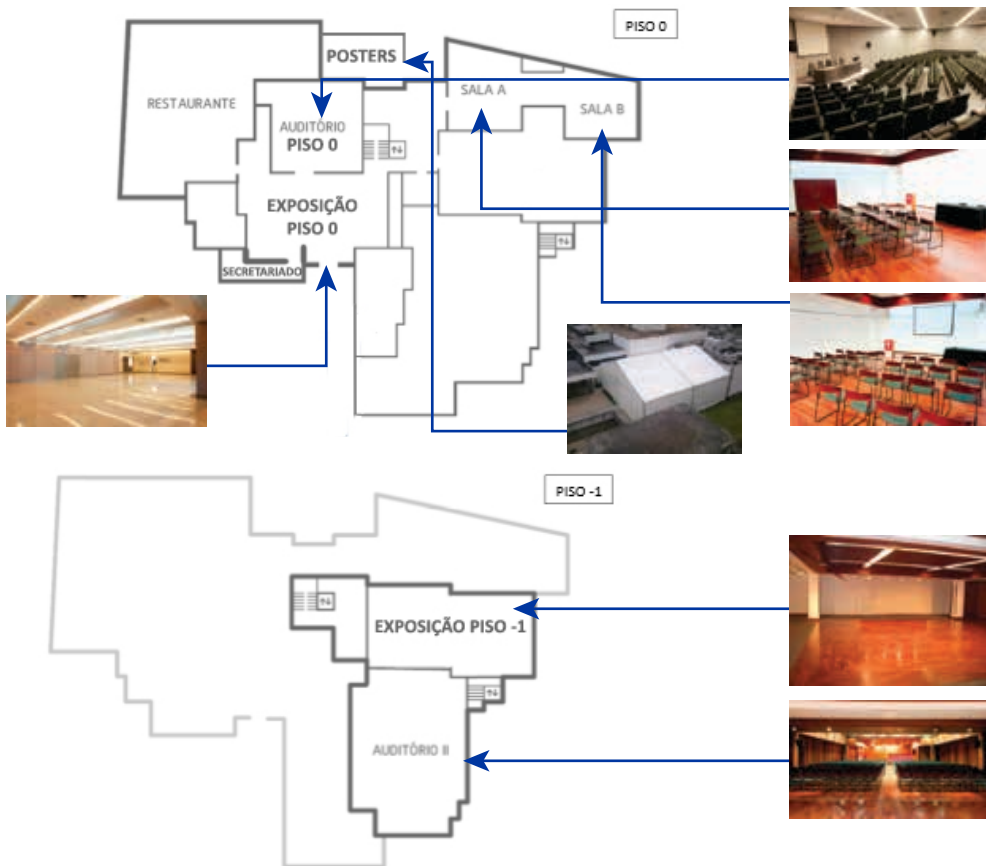 PISO 0
POSTERS
RESTAURANTE
SALA A
SALA B
AUDITÓRIO
PISO 0
EXPOSIÇÃO
PISO 0
SECRETARIADO
PISO -1
EXPOSIÇÃO PISO -1
AUDITÓRIO II